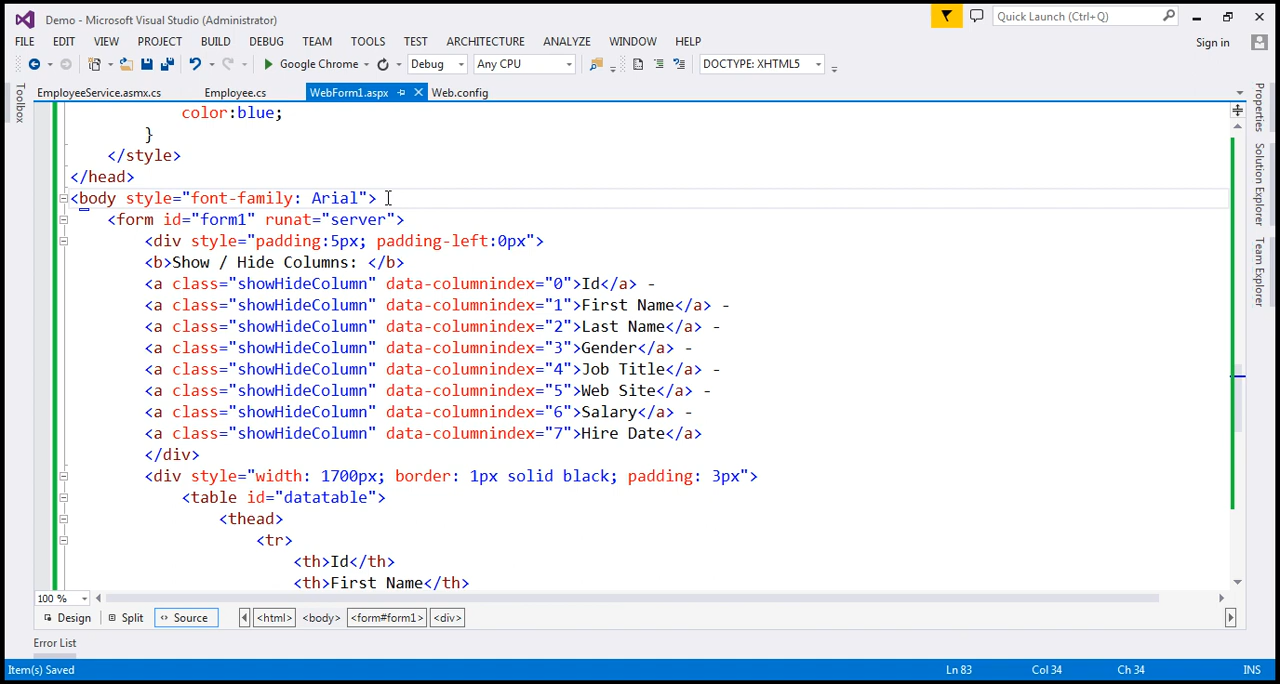 Demo - Microsoft Visual Studio (Administrator)
Quick Launch (Ctrl+Q)
FILE EDIT VIEW PROJECT BUILD DEBUG TEAM TOOLS TEST ARCHITECTURE ANALYZE WINDOW HELP
Sign in
Google Chrome Debug Any CPU DOCTYPE: XHTML5
Toolbox
EmployeeService.asmx.cs Employee.cs WebForm1.aspx Web.config
color:blue;
}
</style>
</head>
<body style="font-family: Arial">
<form id="form1" runat="server">
<div style="padding:5px; padding-left:0px">
<b>Show / Hide Columns: </b>
<a class="showHideColumn" data-columnindex="0">Id</a> -
<a class="showHideColumn" data-columnindex="1">First Name</a> -
<a class="showHideColumn" data-columnindex="2">Last Name</a> -
<a class="showHideColumn" data-columnindex="3">Gender</a> -
<a class="showHideColumn" data-columnindex="4">Job Title</a> -
<a class="showHideColumn" data-columnindex="5">Web Site</a> -
<a class="showHideColumn" data-columnindex="6">Salary</a> -
<a class="showHideColumn" data-columnindex="7">Hire Date</a>
</div>
<div style="width: 1700px; border: 1px solid black; padding: 3px">
<table id="datatable">
<thead>
<tr>
<th>Id</th>
<th>First Name</th>
Properties
Solution Explorer
Team Explorer
100 %
Design Split Source <html> <body> <form#form1> <div>
Error List
Item(s) Saved Ln 83 Col 34 Ch 34 INS